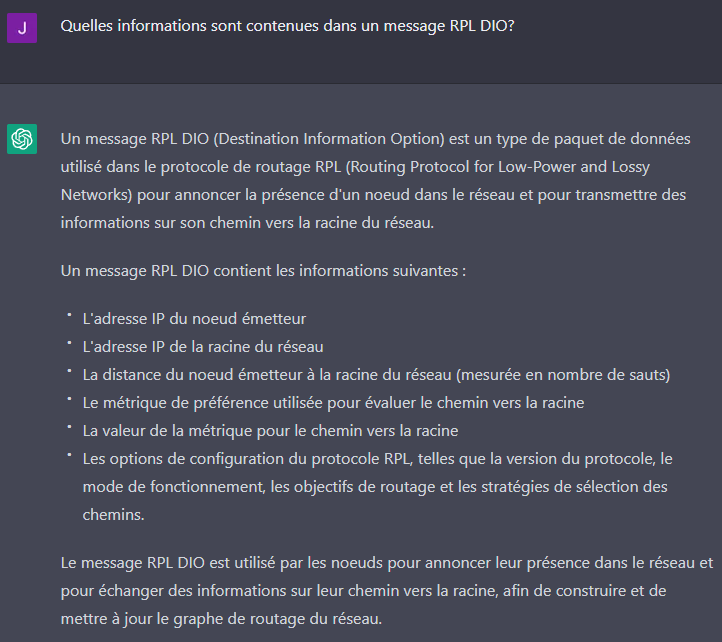 J
Quelles informations sont contenues dans un message RPL DIO?
Un message RPL DIO (Destination Information Option) est un type de paquet de données
utilisé dans le protocole de routage RPL (Routing Protocol for Low-Power and Lossy
Networks) pour annoncer la présence d'un noeud dans le réseau et pour transmettre des
informations sur son chemin vers la racine du réseau.
Un message RPL DIO contient les informations suivantes :
• L'adresse IP du noeud émetteur
• L'adresse IP de la racine du réseau
• La distance du noeud émetteur à la racine du réseau (mesurée en nombre de sauts)
• Le métrique de préférence utilisée pour évaluer le chemin vers la racine
• La valeur de la métrique pour le chemin vers la racine
• Les options de configuration du protocole RPL, telles que la version du protocole, le
mode de fonctionnement, les objectifs de routage et les stratégies de sélection des
chemins.
Le message RPL DIO est utilisé par les noeuds pour annoncer leur présence dans le réseau et
pour échanger des informations sur leur chemin vers la racine, afin de construire et de
mettre à jour le graphe de routage du réseau.